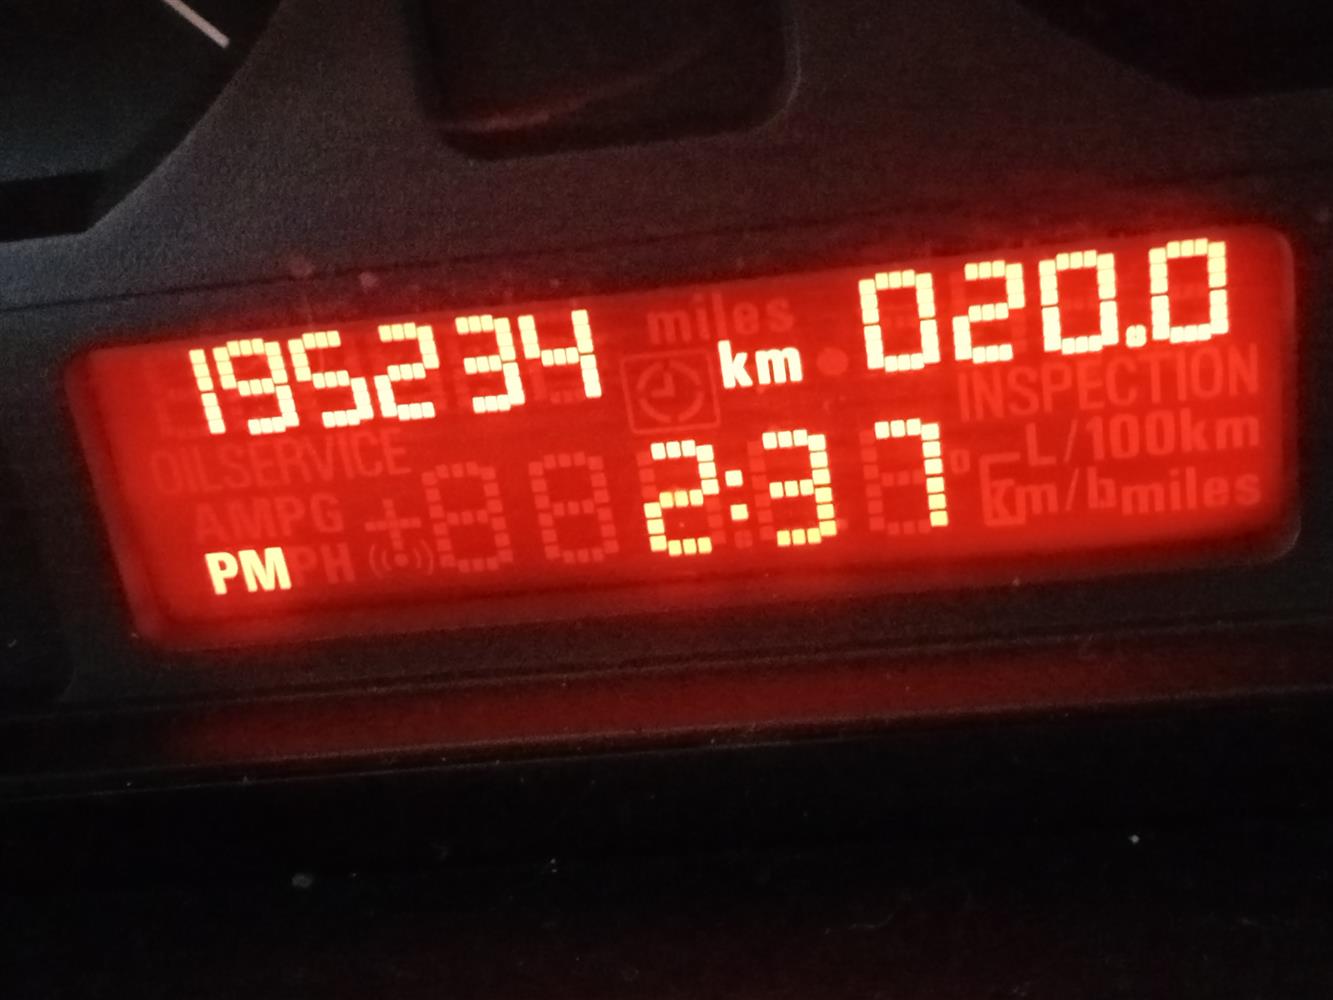 195234 miles km 020.0
OILSERVICE INSPECTION
AMPG 2:37 L/100km
PM PH km/h miles